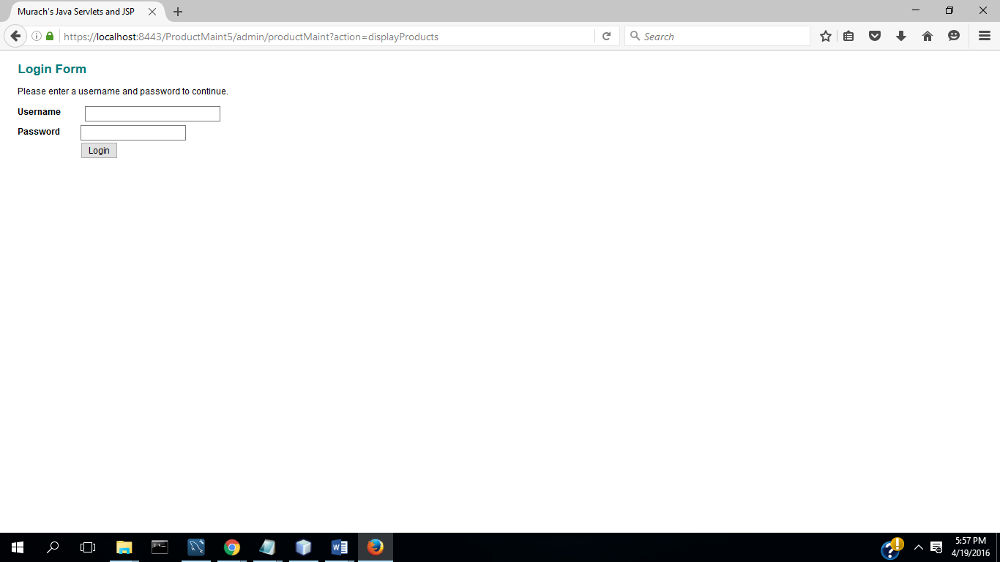 Murach's Java Servlets and JSP
https://localhost:8443/ProductMaint5/admin/productMaint?action=displayProducts
Search
Login Form
Please enter a username and password to continue.
Username
Password
Login
5:57 PM
4/19/2016